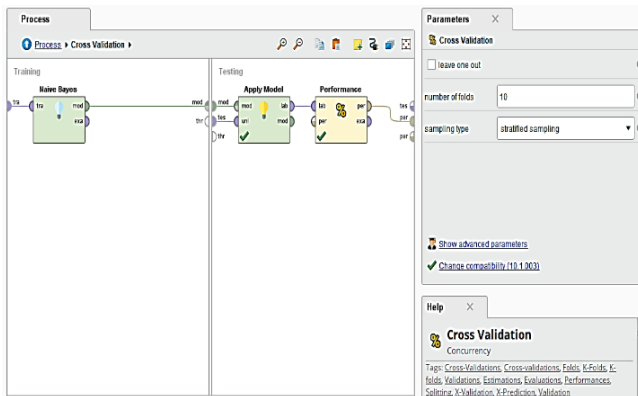 Process
Process ▸ Cross Validation ▸
Training
Testing
Naive Bayes
tra
tra
mod
exa
mod
thr
Apply Model
mod
tes
thr
mod
unl
lab
mod
Performance
lab
per
per
exa
tes
per
per
Parameters
Cross Validation
leave one out
number of folds
10
sampling type
stratified sampling
Show advanced parameters
Change compatibility (10.1.003)
Help
Cross Validation
Concurrency
Tags: Cross-Validations, Cross-validations, Folds, K-Folds, K-
folds, Validations, Estimations, Evaluations, Performances,
Splitting, X-Validation, X-Prediction, Validation